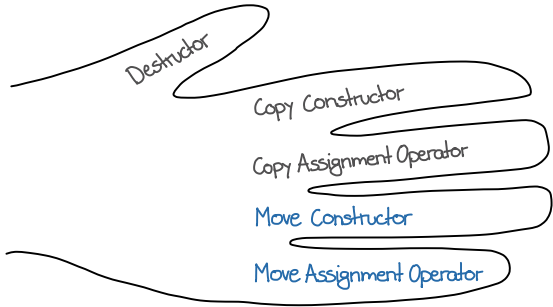 Destructor
Copy Constructor
Copy Assignment Operator
Move Constructor
Move Assignment Operator